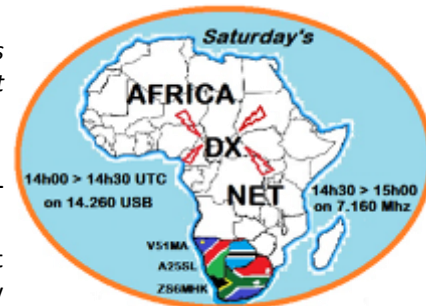 s
t
Saturday's
AFRICA
DX
NET
14h00 > 14h30 UTC
on 14.260 USB
14h30 > 15h00
on 7.160 Mhz
V51MA
A25SL
ZS6MHK
-
t
y